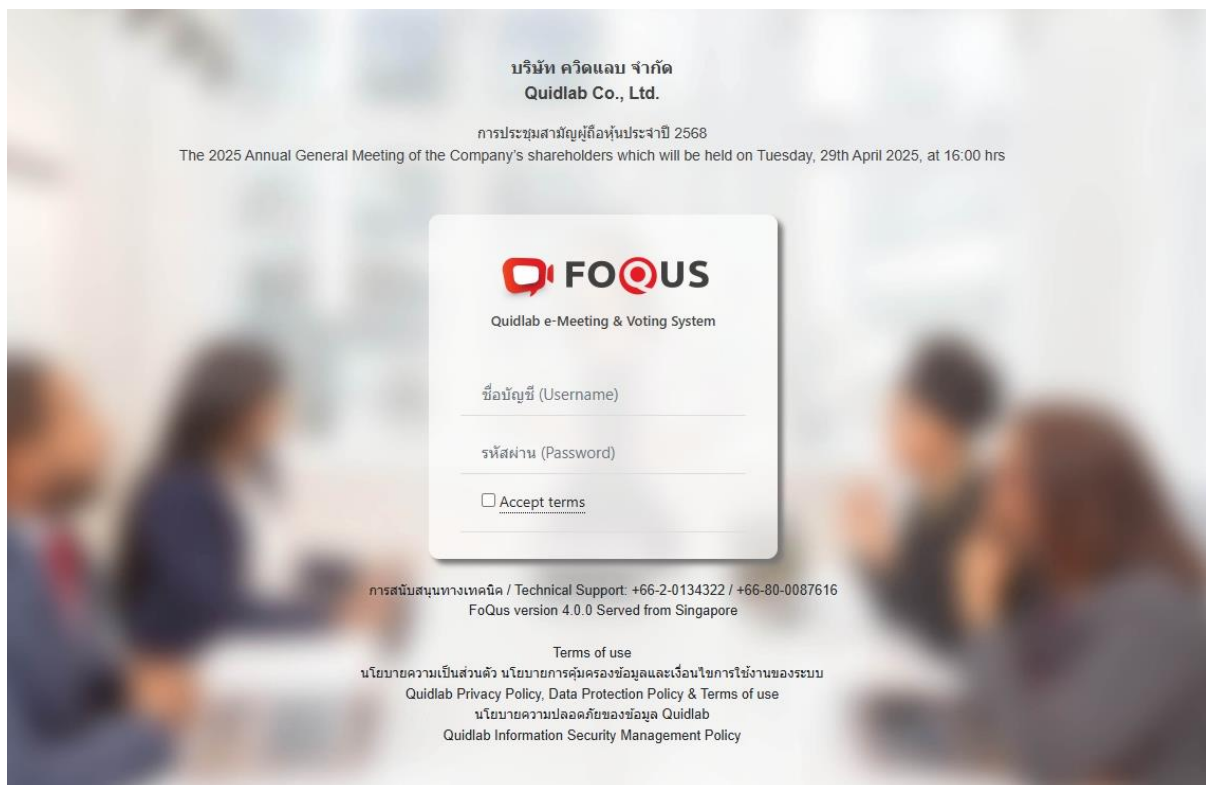 บริษัท ควิดแลบ จำกัด
Quidlab Co., Ltd.
การประชุมสามัญผู้ถือหุ้นประจำปี 2568
The 2025 Annual General Meeting of the Company's shareholders which will be held on Tuesday, 29th April 2025, at 16:00 hrs
FOQUS
Quidlab e-Meeting & Voting System
ชื่อบัญชี (Username)
รหัสผ่าน (Password)
Accept terms
การสนับสนุนทางเทคนิค / Technical Support: +66-2-0134322 / +66-80-0087616
FoQus version 4.0.0 Served from Singapore
Terms of use
นโยบายความเป็นส่วนตัว นโยบายการคุ้มครองข้อมูลและเงื่อนไขการใช้งานของระบบ
Quidlab Privacy Policy, Data Protection Policy & Terms of use
นโยบายความปลอดภัยของข้อมูล Quidlab
Quidlab Information Security Management Policy